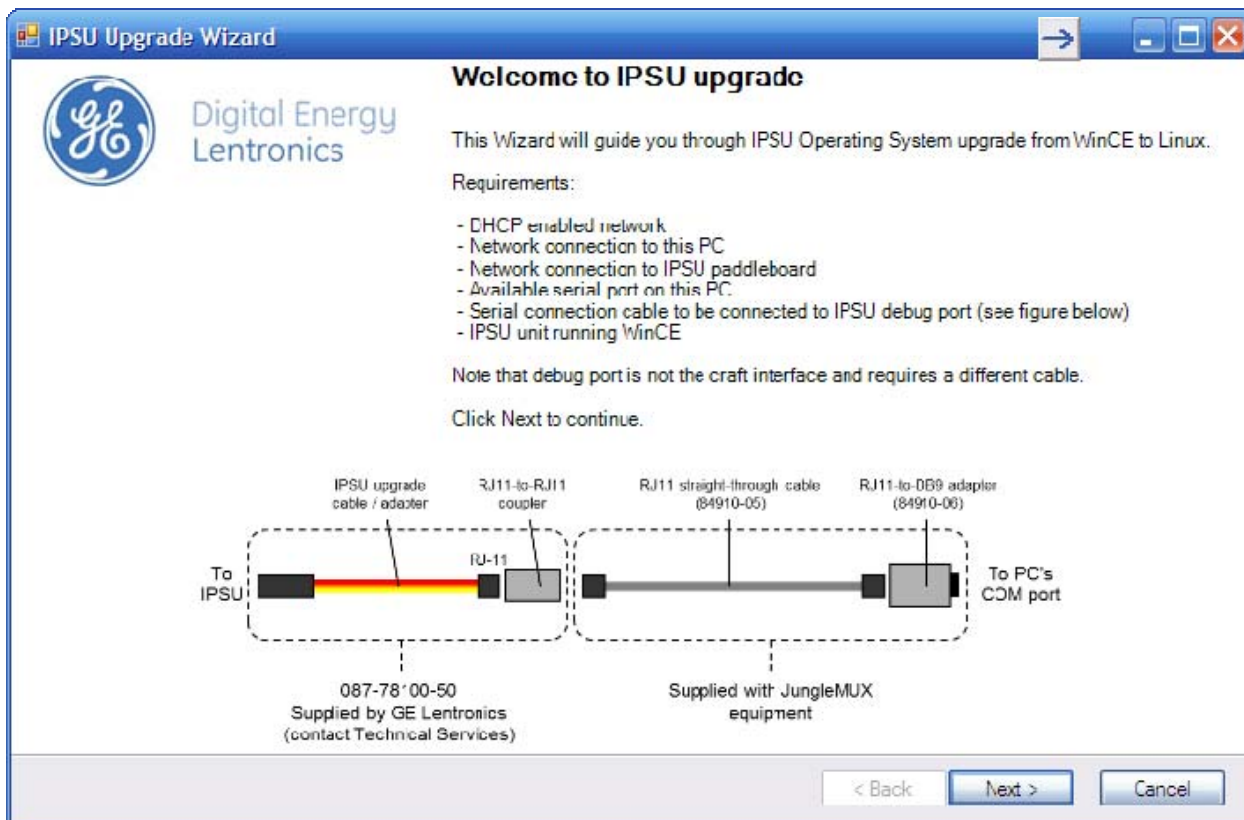 IPSU Upgrade Wizard
GE
Digital Energy
Lentronics
Welcome to IPSU upgrade
This Wizard will guide you through IPSU Operating System upgrade from WinCE to Linux.
Requirements:
- DHCP enabled network
- Network connection to this PC
- Network connection to IPSU paddleboard
- Available serial port on this PC
- Serial connection cable to be connected to IPSU debug port (see figure below)
- IPSU unit running WinCE
Note that debug port is not the craft interface and requires a different cable.
Click Next to continue.
IPSU upgrade
cable / adapter
RJ11-to-RJ11
coupler
RJ11 straight-through cable
(84910-05)
RJ11-to-DB9 adapter
(84910-06)
To
IPSU
RJ-11
To PC's
COM port
087-78100-50
Supplied by GE Lentronics
(contact Technical Services)
Supplied with JungleMUX
equipment
< Back
Next >
Cancel